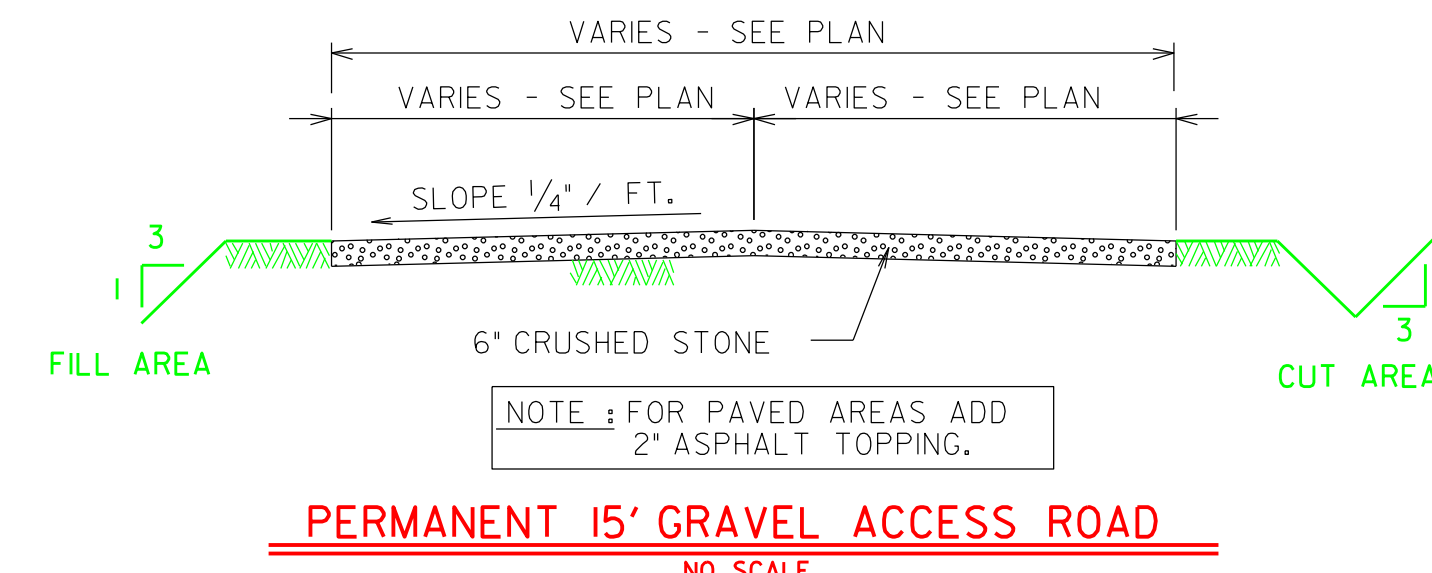 VARIES - SEE PLAN
VARIES - SEE PLAN
VARIES - SEE PLAN
SLOPE 1/4" / FT.
3
1
FILL AREA
6" CRUSHED STONE
3
CUT AREA
NOTE : FOR PAVED AREAS ADD
2" ASPHALT TOPPING.
PERMANENT 15' GRAVEL ACCESS ROAD
NO SCALE